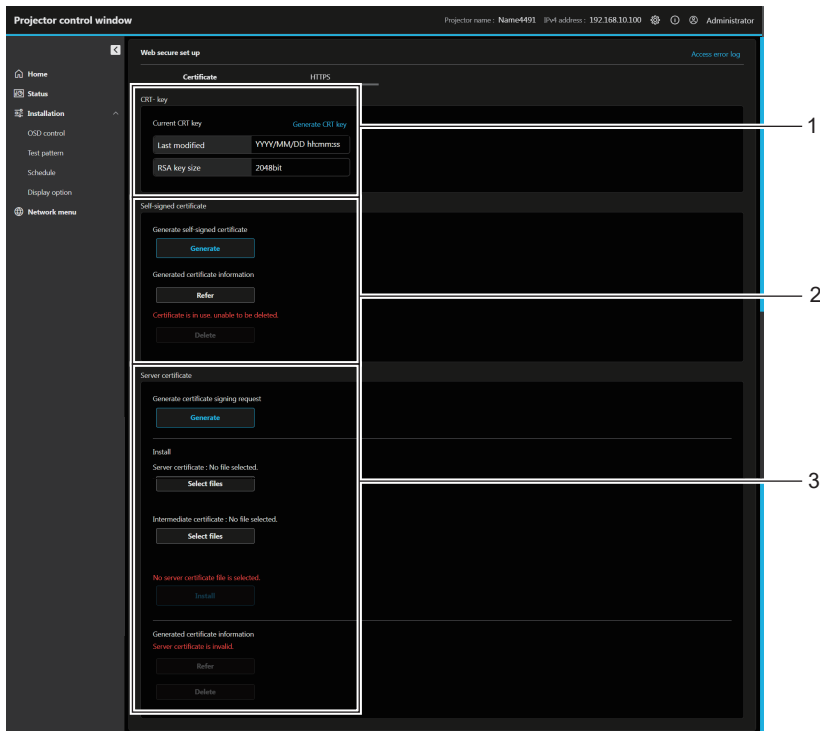 Projector control window
Projector name : Name4491 IPv4 address : 192.168.10.100 Administrator
Home
Status
Installation
OSD control
Test pattern
Schedule
Display option
Network menu
Web secure set up
Access error log
Certificate HTTPS
CRT- key
Current CRT key Generate CRT key
Last modified YYYY/MM/DD hh:mm:ss
RSA key size 2048bit
1
Self-signed certificate
Generate self-signed certificate
Generate
Generated certificate information
Refer
Certificate is in use. unable to be deleted.
Delete
2
Server certificate
Generate certificate signing request
Generate
Install
Server certificate : No file selected.
Select files
Intermediate certificate : No file selected.
Select files
No server certificate file is selected.
Install
Generated certificate information
Server certificate is invalid.
Refer
Delete
3